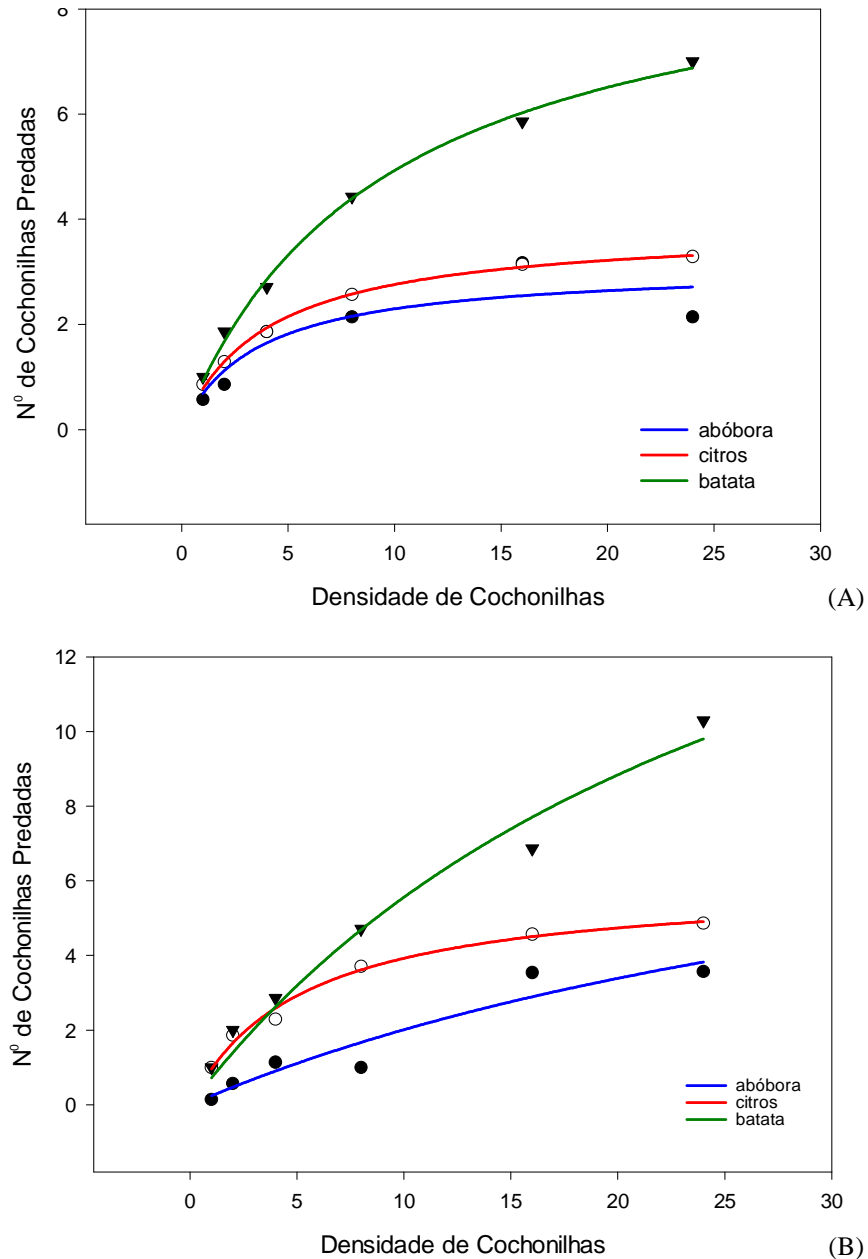 8
6
4
2
0
Nº de Cochonilhas Predadas
abóbora
citros
batata
0 5 10 15 20 25 30
Densidade de Cochonilhas
(A)
12
10
8
6
4
2
0
Nº de Cochonilhas Predadas
abóbora
citros
batata
0 5 10 15 20 25 30
Densidade de Cochonilhas
(B)